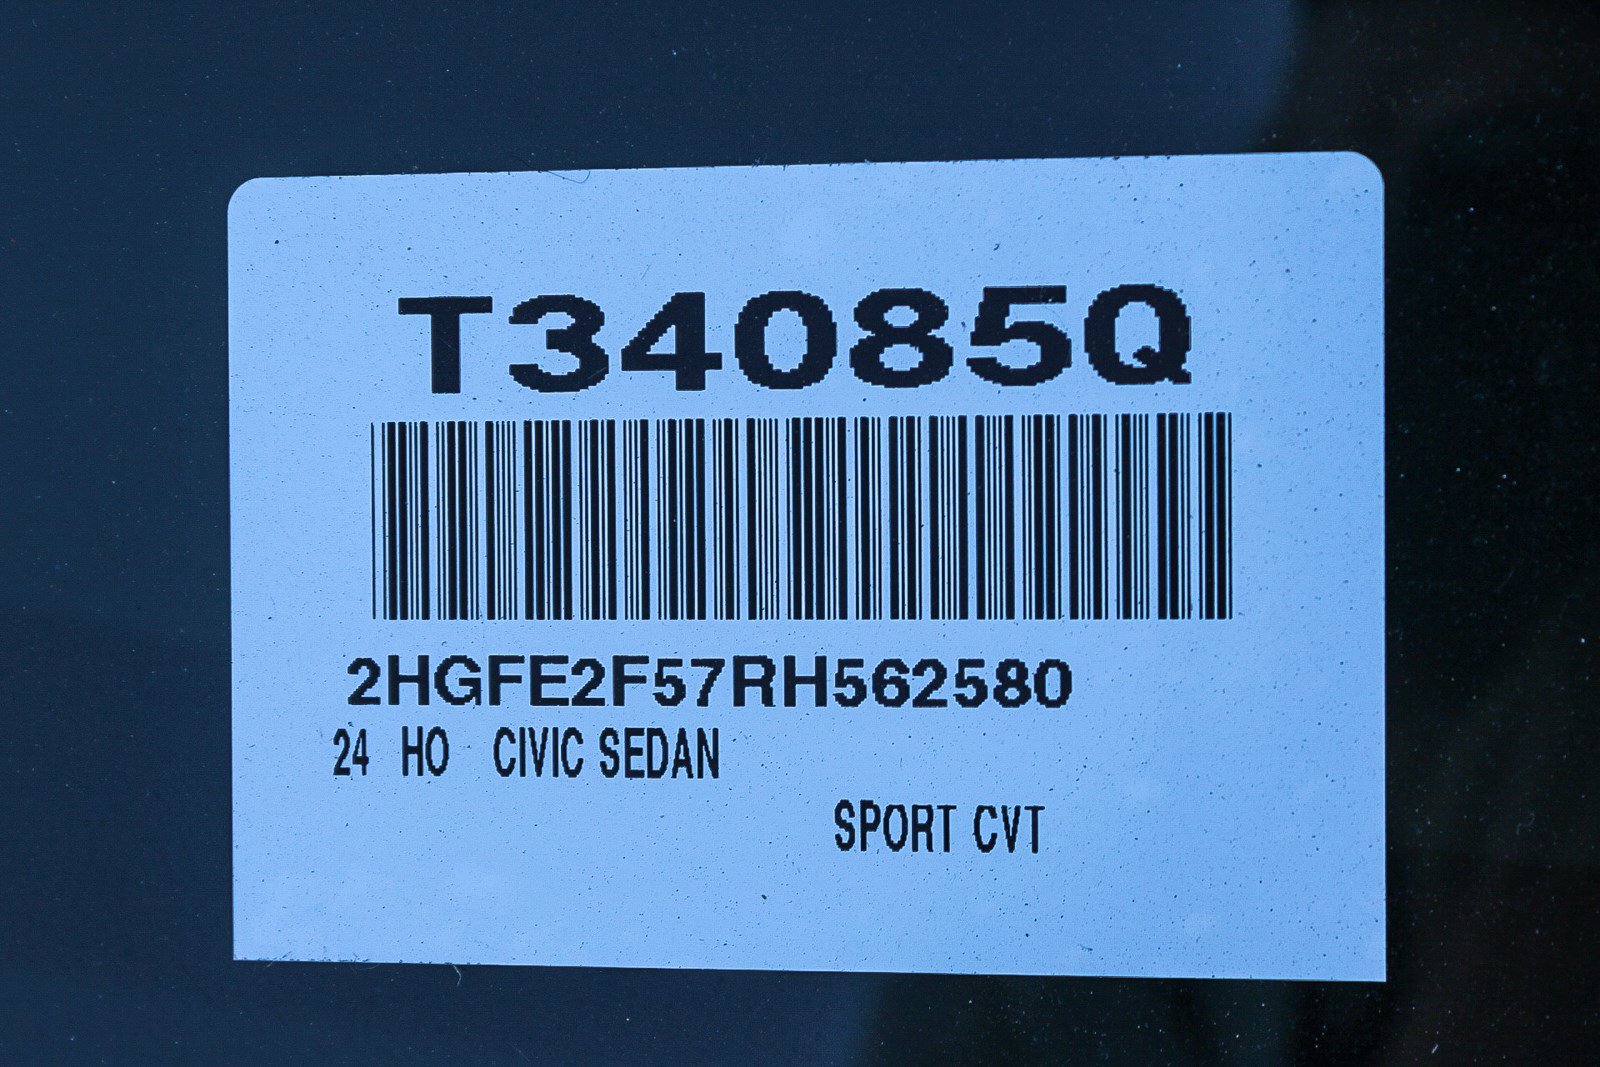 T34085Q
2HGFE2F57RH562580
24 HO CIVIC SEDAN
SPORT CVT